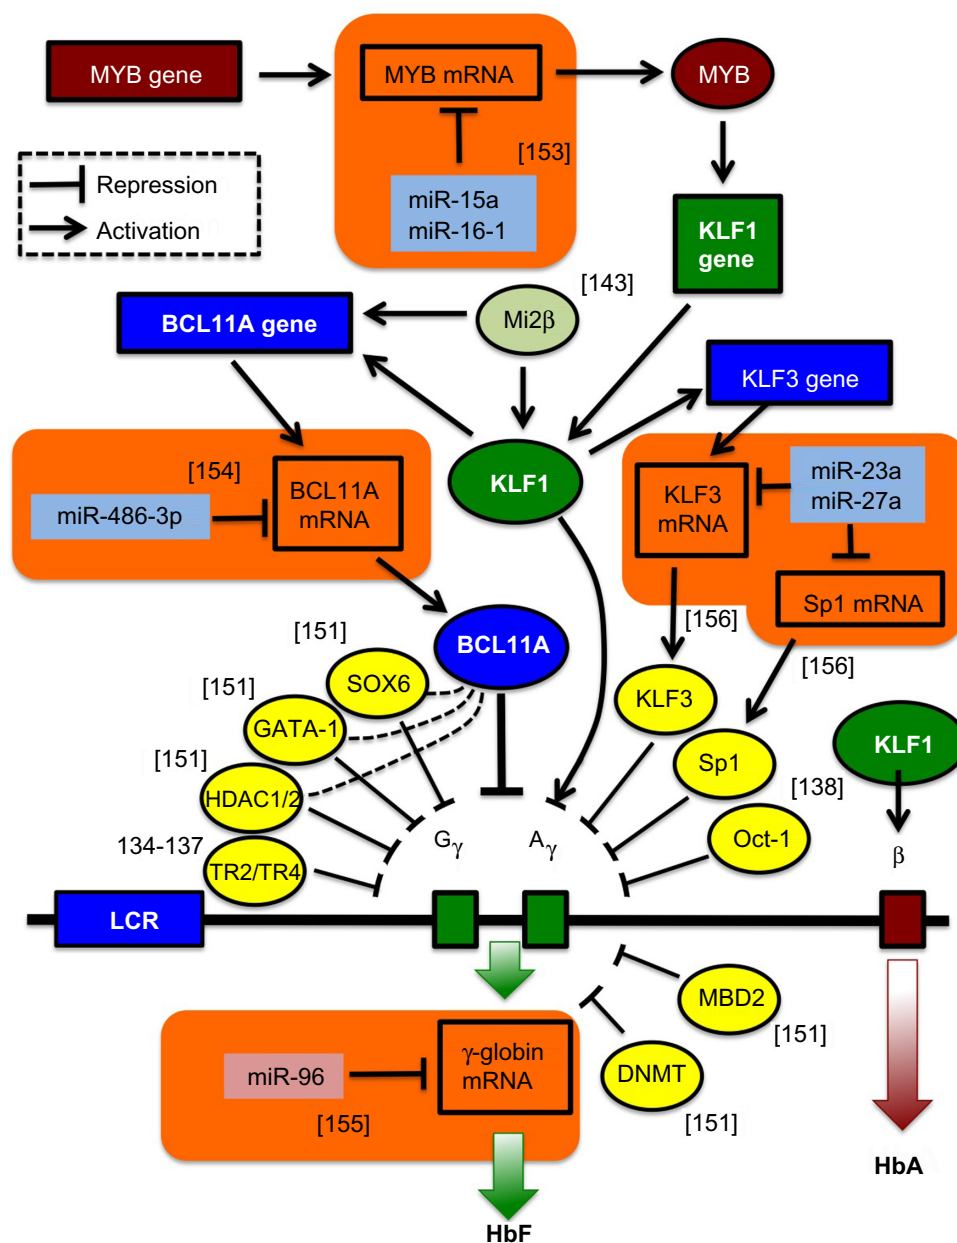 MYB gene
MYB mRNA
MYB
[153]
Repression
Activation
miR-15a
miR-16-1
KLF1
gene
[143]
BCL11A gene
Mi2β
KLF3 gene
[154]
BCL11A
mRNA
miR-486-3p
KLF1
KLF3
mRNA
miR-23a
miR-27a
Sp1 mRNA
[156]
[156]
[151]
BCL11A
SOX6
KLF3
[151]
GATA-1
KLF1
Sp1
[151]
HDAC1/2
[138]
134-137
TR2/TR4
Gγ
Aγ
Oct-1
β
LCR
MBD2
[151]
γ-globin
mRNA
miR-96
DNMT
[155]
[151]
HbA
HbF